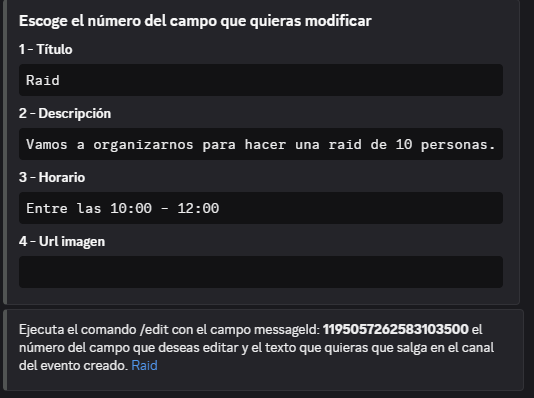 Escoge el número del campo que quieras modificar
1 - Título
Raid
2 - Descripción
Vamos a organizarnos para hacer una raid de 10 personas.
3 - Horario
Entre las 10:00 - 12:00
4 - Url imagen
Ejecuta el comando /edit con el campo messageId: 1195057262583103500 el
número del campo que deseas editar y el texto que quieras que salga en el canal
del evento creado. Raid